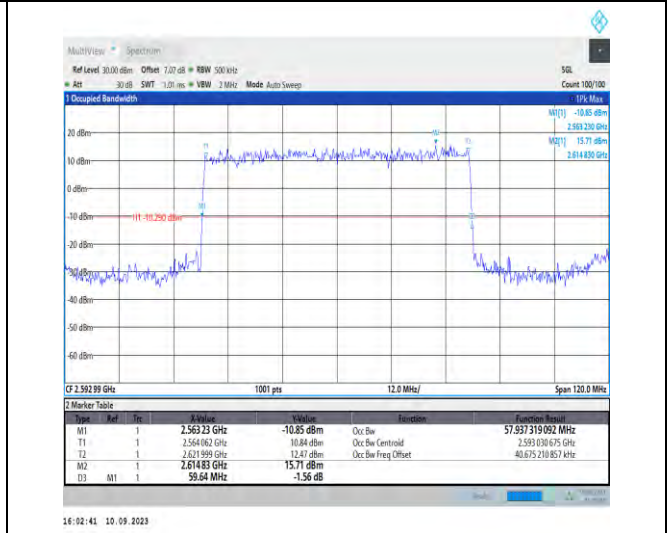 MultiView Spectrum
Ref Level 30.00 dBm Offset 7.07 dB RBW 500 kHz SGL
Att 30 dB SWT 1.01 ms VBW 2 MHz Mode Auto Sweep Count 100/100
1 Occupied Bandwidth 1Pk Max
M1[1] -10.85 dBm
2.563 230 GHz
M2[1] 15.71 dBm
2.614 830 GHz
20 dBm
10 dBm
0 dBm
-10 dBm
H1 -10.290 dBm
-20 dBm
-30 dBm
-40 dBm
-50 dBm
-60 dBm
M1
T1
CF 2.592 99 GHz 1001 pts 12.0 MHz/ Span 120.0 MHz
2 Marker Table
Type Ref Trc X-Value Y-Value Function Function Result
M1 1 2.563 23 GHz -10.85 dBm Occ Bw 57.937 319 092 MHz
T1 1 2.564 062 GHz 10.84 dBm Occ Bw Centroid 2.593 030 675 GHz
T2 1 2.621 999 GHz 12.47 dBm Occ Bw Freq Offset 40.675 210 857 kHz
M2 1 2.614 83 GHz 15.71 dBm
D3 M1 1 59.64 MHz -1.56 dB
Ready
16:02:41 10.09.2023